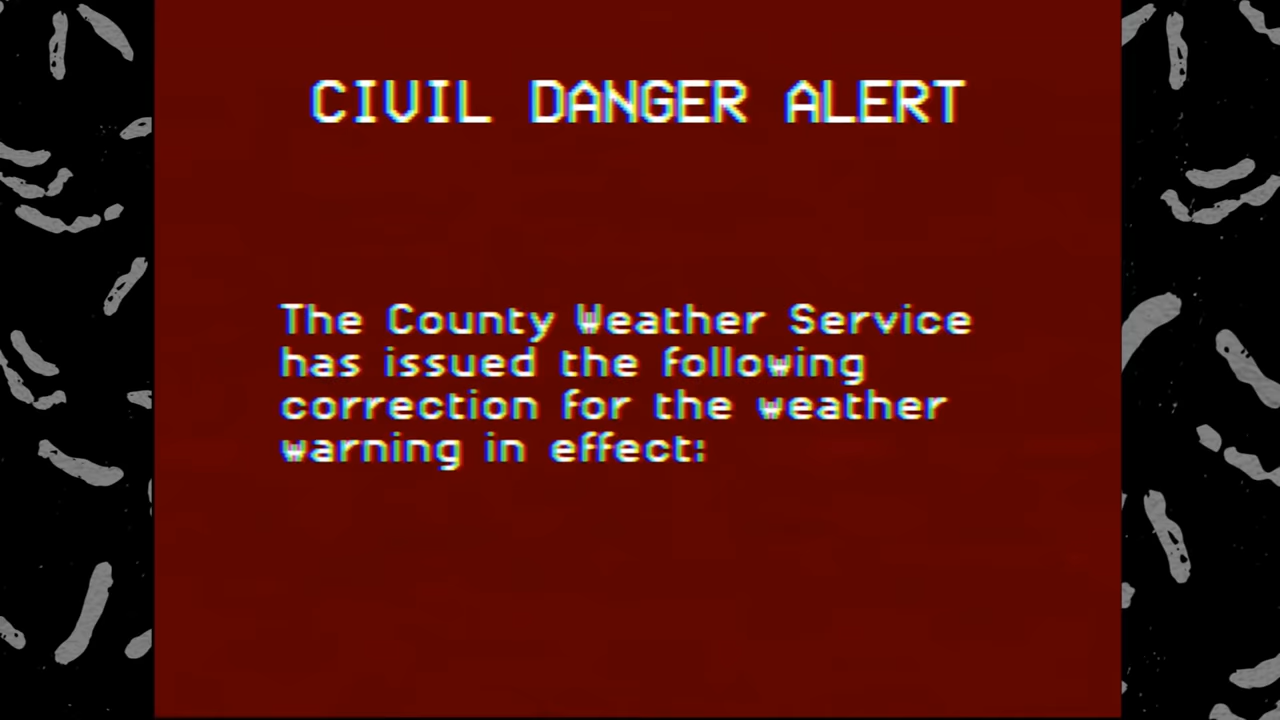 CIVIL DANGER ALERT
The County Weather Service
has issued the following
correction for the weather
warning in effect: